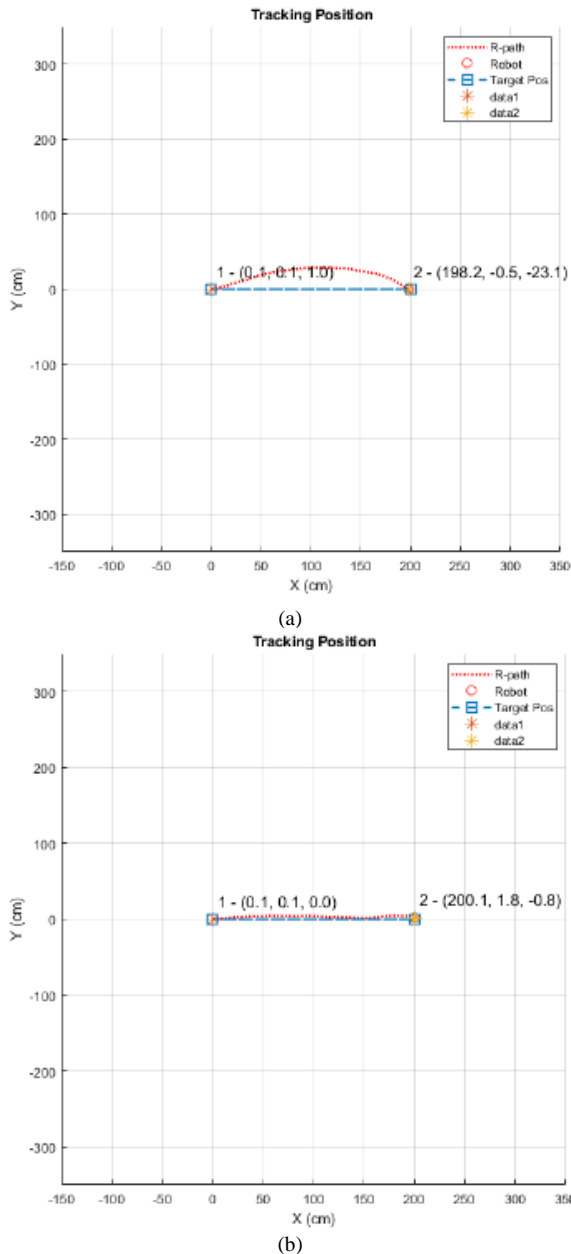 Tracking Position
R-path
Robot
Target Pos
data1
data2
300
200
100
0
-100
-200
-300
Y (cm)
1 - (0.1, 0.1, 1.0)
2 - (198.2, -0.5, -23.1)
-150 -100 -50 0 50 100 150 200 250 300 350
X (cm)
(a)
Tracking Position
R-path
Robot
Target Pos
data1
data2
300
200
100
0
-100
-200
-300
Y (cm)
1 - (0.1, 0.1, 0.0)
2 - (200.1, 1.8, -0.8)
-150 -100 -50 0 50 100 150 200 250 300 350
X (cm)
(b)